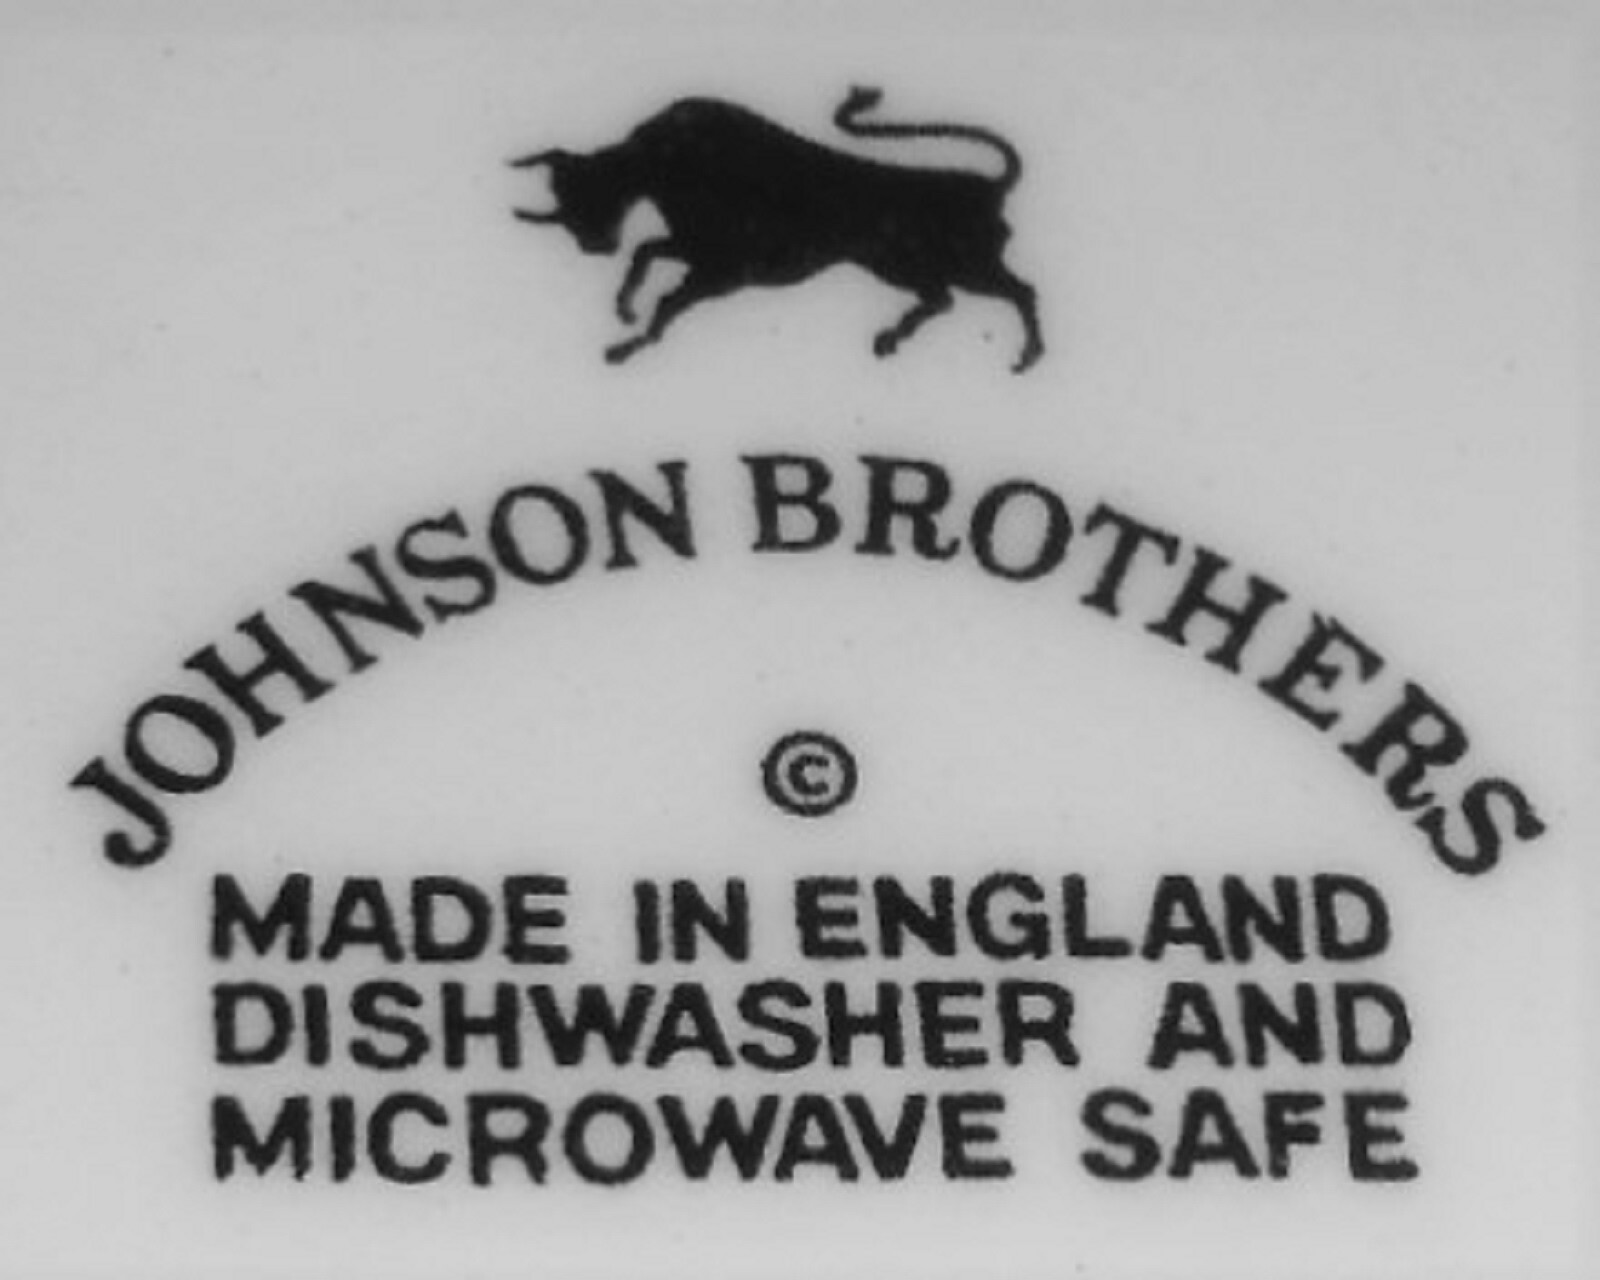 JOHNSON BROTHERS
©
MADE IN ENGLAND
DISHWASHER AND
MICROWAVE SAFE